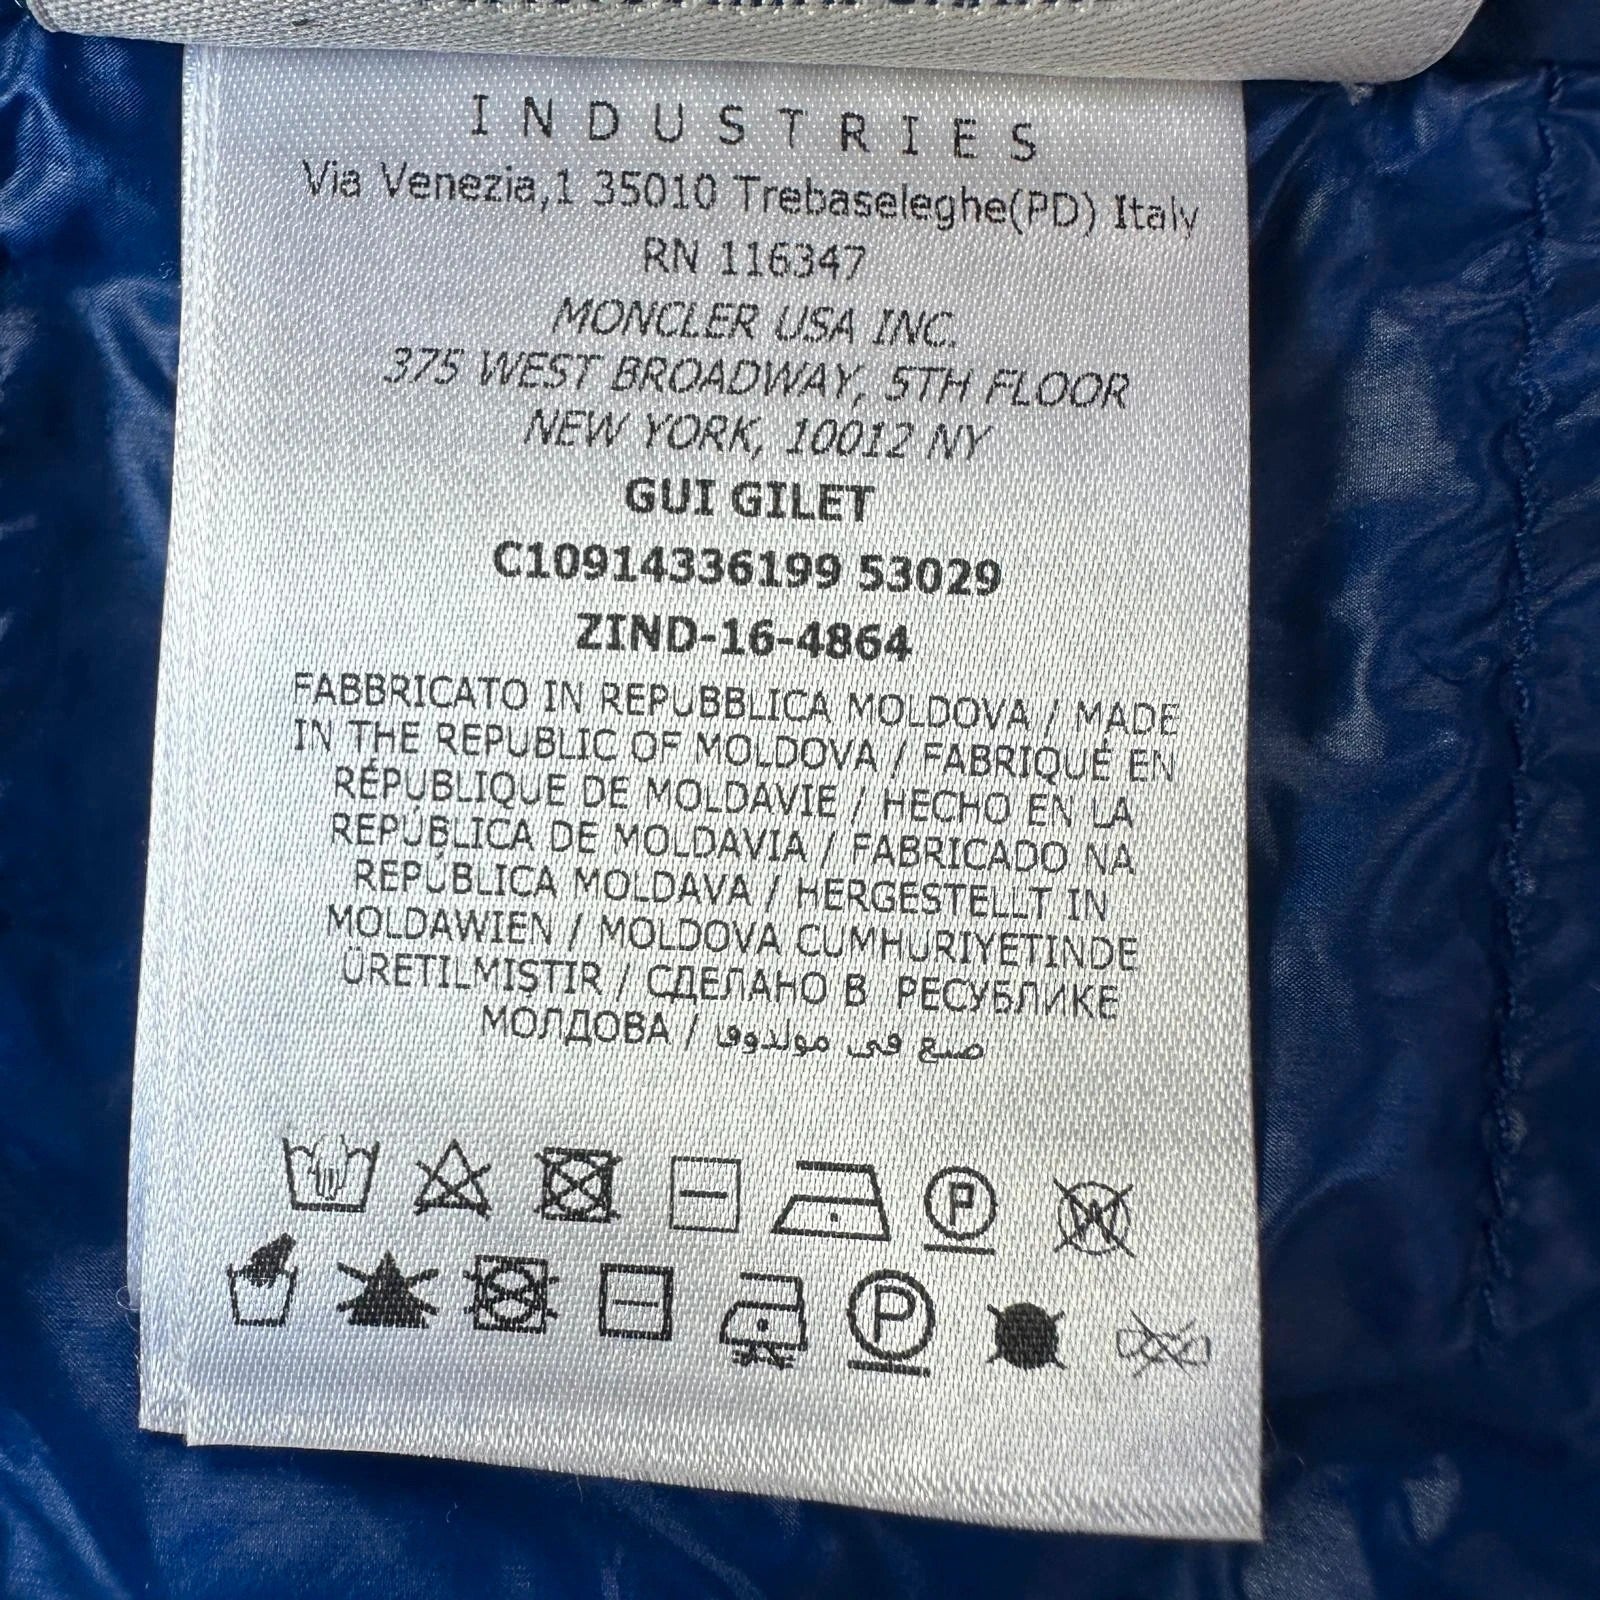 I N D U S T R I E S
Via Venezia,1 35010 Trebaseleghe(PD) Italy
RN 116347
MONCLER USA INC.
375 WEST BROADWAY, 5TH FLOOR
NEW YORK, 10012 NY
GUI GILET
C10914336199 53029
ZIND-16-4864
FABBRICATO IN REPUBBLICA MOLDOVA / MADE
IN THE REPUBLIC OF MOLDOVA / FABRIQUÉ EN
RÉPUBLIQUE DE MOLDAVIE / HECHO EN LA
REPÚBLICA DE MOLDAVIA / FABRICADO NA
REPÚBLICA MOLDAVA / HERGESTELLT IN
MOLDAWIEN / MOLDOVA CUMHURIYETINDE
ÜRETILMIŞTIR / СДЕЛАНО В РЕСУБЛИКЕ
МОЛДОВА / صنع في مولدوفا
P W
P